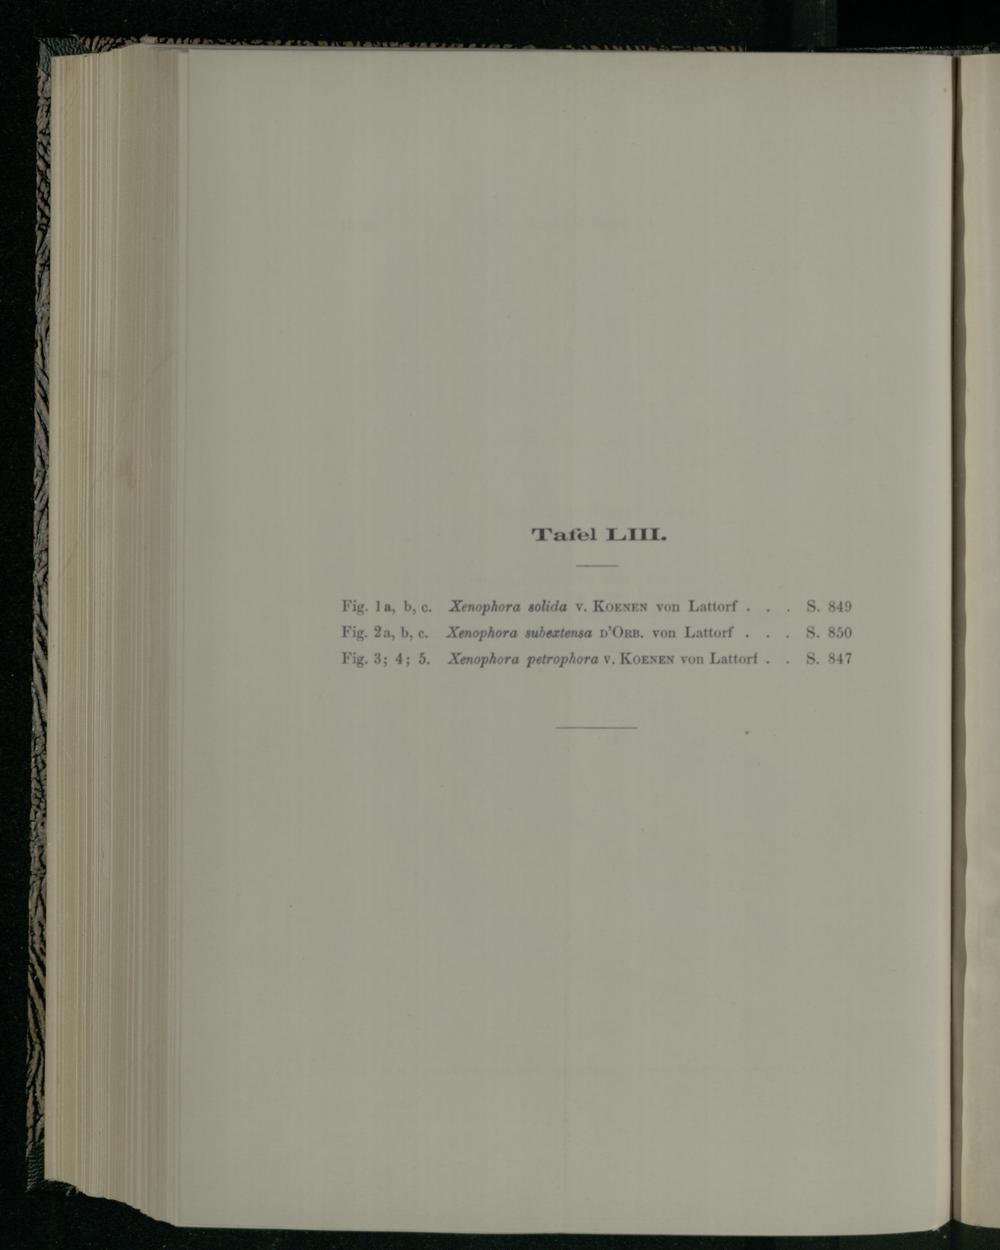 Tafel LIII.
Fig. 1a, b, c. Xenophora solida v. Koenen von Lattorf . . . S. 849
Fig. 2a, b, c. Xenophora subextensa d'Orb. von Lattorf . . . S. 850
Fig. 3; 4; 5. Xenophora petrophora v. Koenen von Lattorf . . S. 847